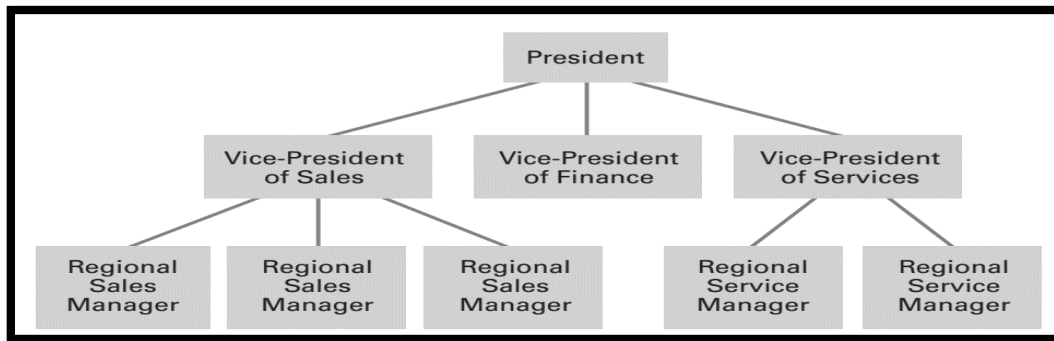 President
Vice-President
of Sales
Vice-President
of Finance
Vice-President
of Services
Regional
Sales
Manager
Regional
Sales
Manager
Regional
Sales
Manager
Regional
Service
Manager
Regional
Service
Manager